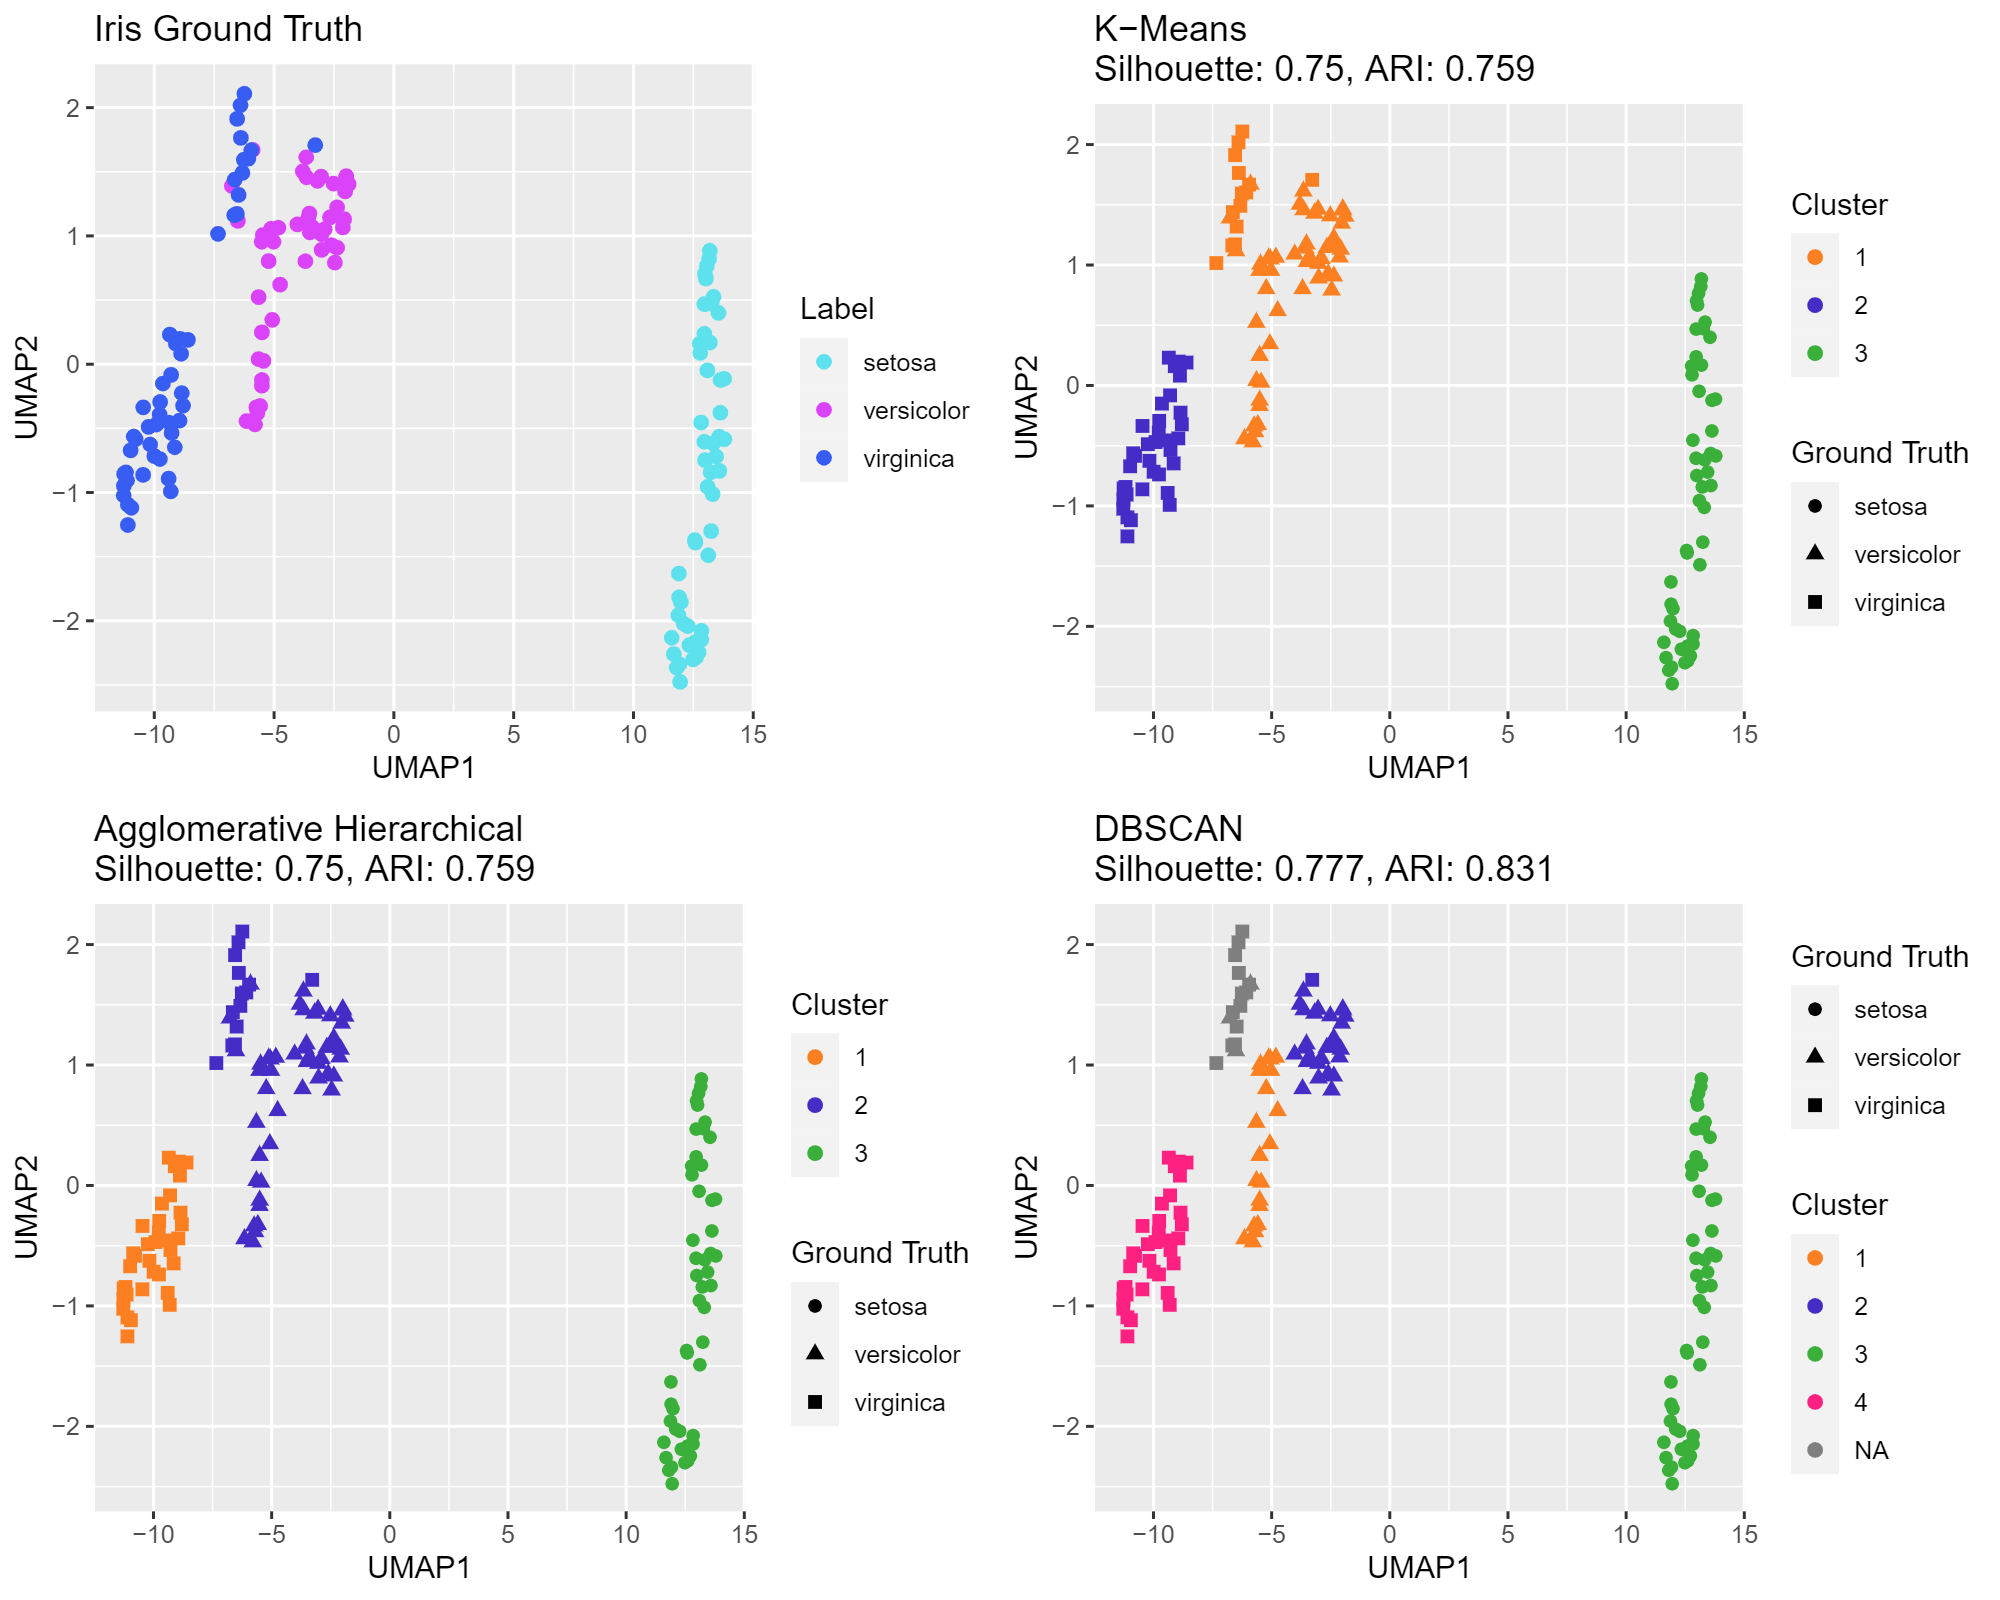 Iris Ground Truth
2
1
0
−1
−2
UMAP2
−10 −5 0 5 10 15
UMAP1
Label
setosa
versicolor
virginica
K−Means
Silhouette: 0.75, ARI: 0.759
2
1
0
−1
−2
UMAP2
−10 −5 0 5 10 15
UMAP1
Cluster
1
2
3
Ground Truth
setosa
versicolor
virginica
Agglomerative Hierarchical
Silhouette: 0.75, ARI: 0.759
2
1
0
−1
−2
UMAP2
−10 −5 0 5 10 15
UMAP1
Cluster
1
2
3
Ground Truth
setosa
versicolor
virginica
DBSCAN
Silhouette: 0.777, ARI: 0.831
2
1
0
−1
−2
UMAP2
−10 −5 0 5 10 15
UMAP1
Ground Truth
setosa
versicolor
virginica
Cluster
1
2
3
4
NA